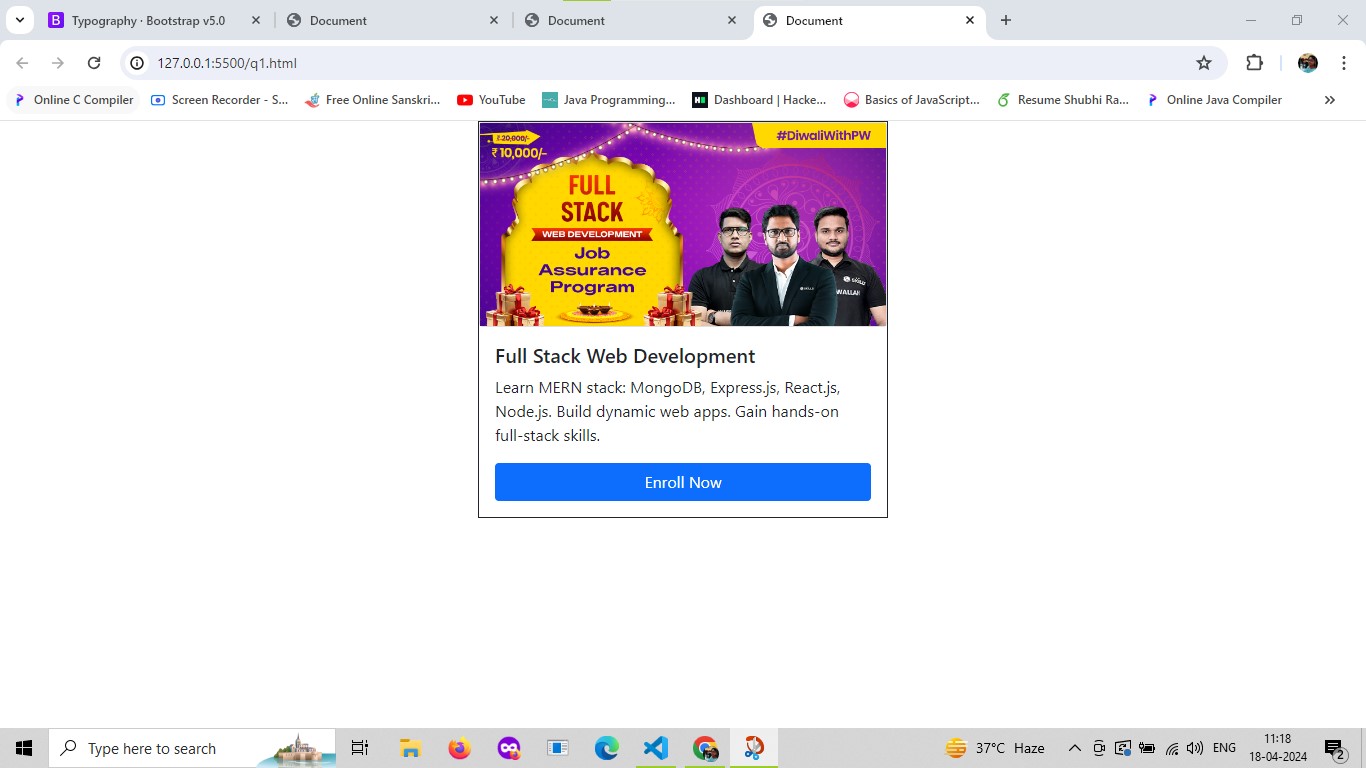 Typography · Bootstrap v5.0
Document
Document
Document
127.0.0.1:5500/q1.html
Online C Compiler
Screen Recorder - S...
Free Online Sanskri...
YouTube
Java Programming...
Dashboard | Hacke...
Basics of JavaScript...
Resume Shubhi Ra...
Online Java Compiler
₹ 20,000/-
₹ 10,000/-
#DiwaliWithPW
FULL
STACK
WEB DEVELOPMENT
Job
Assurance
Program
SKILLS
WALLAH
Full Stack Web Development
Learn MERN stack: MongoDB, Express.js, React.js,
Node.js. Build dynamic web apps. Gain hands-on
full-stack skills.
Enroll Now
Type here to search
37°C Haze
ENG
11:18
18-04-2024
2